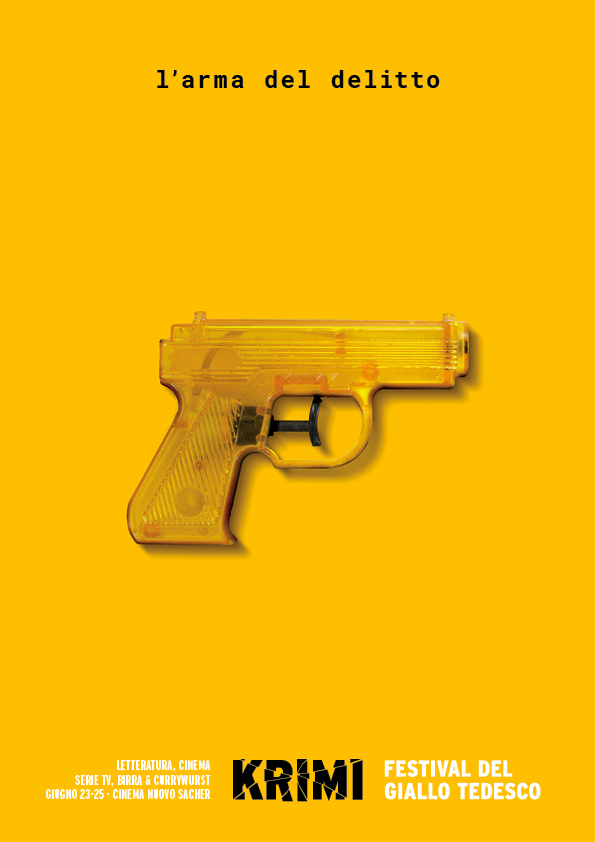 l'arma del delitto
LETTERATURA, CINEMA
SERIE TV, BIRRA & CURRYWURST
GIUGNO 23-25 · CINEMA NUOVO SACHER
KRIMI
FESTIVAL DEL
GIALLO TEDESCO